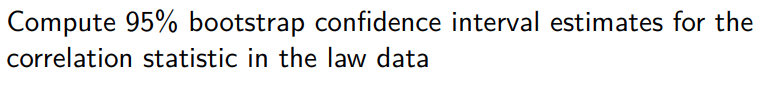 Compute 95% bootstrap confidence interval estimates for the
correlation statistic in the law data